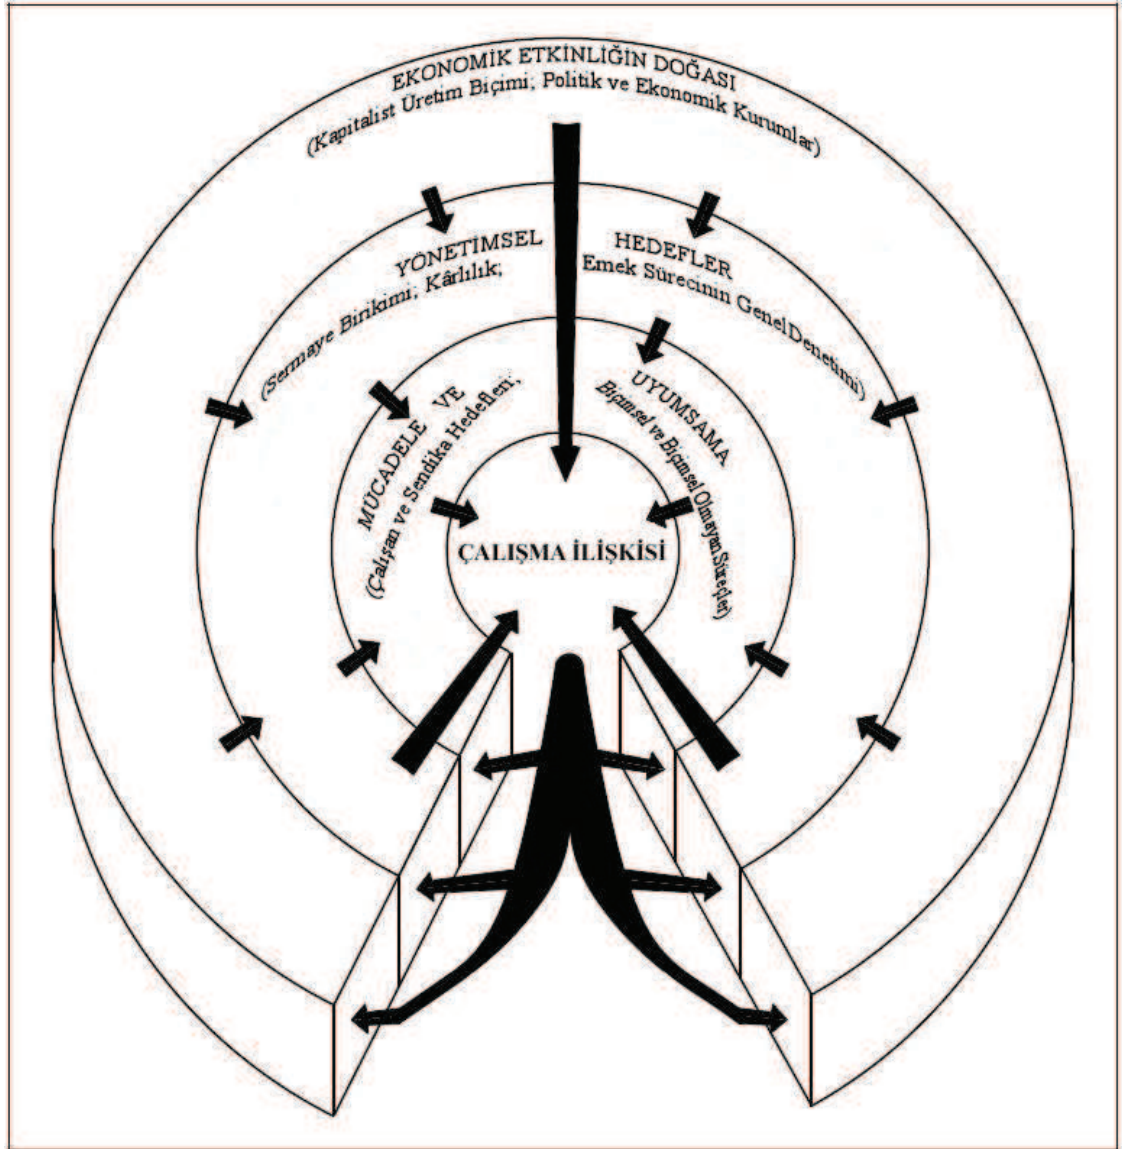 EKONOMİK ETKİNLİĞİN DOĞASI
(Kapitalist Üretim Biçimi; Politik ve Ekonomik Kurumlar)
YÖNETİMSEL HEDEFLER
(Sermaye Birikimi; Kârlılık; Emek Sürecinin Genel Denetimi)
MÜCADELE VE UYUMSAMA
(Çalışan ve Sendika Hedefleri; Biçimsel ve Biçimsel Olmayan Süreçler)
ÇALIŞMA İLİŞKİSİ